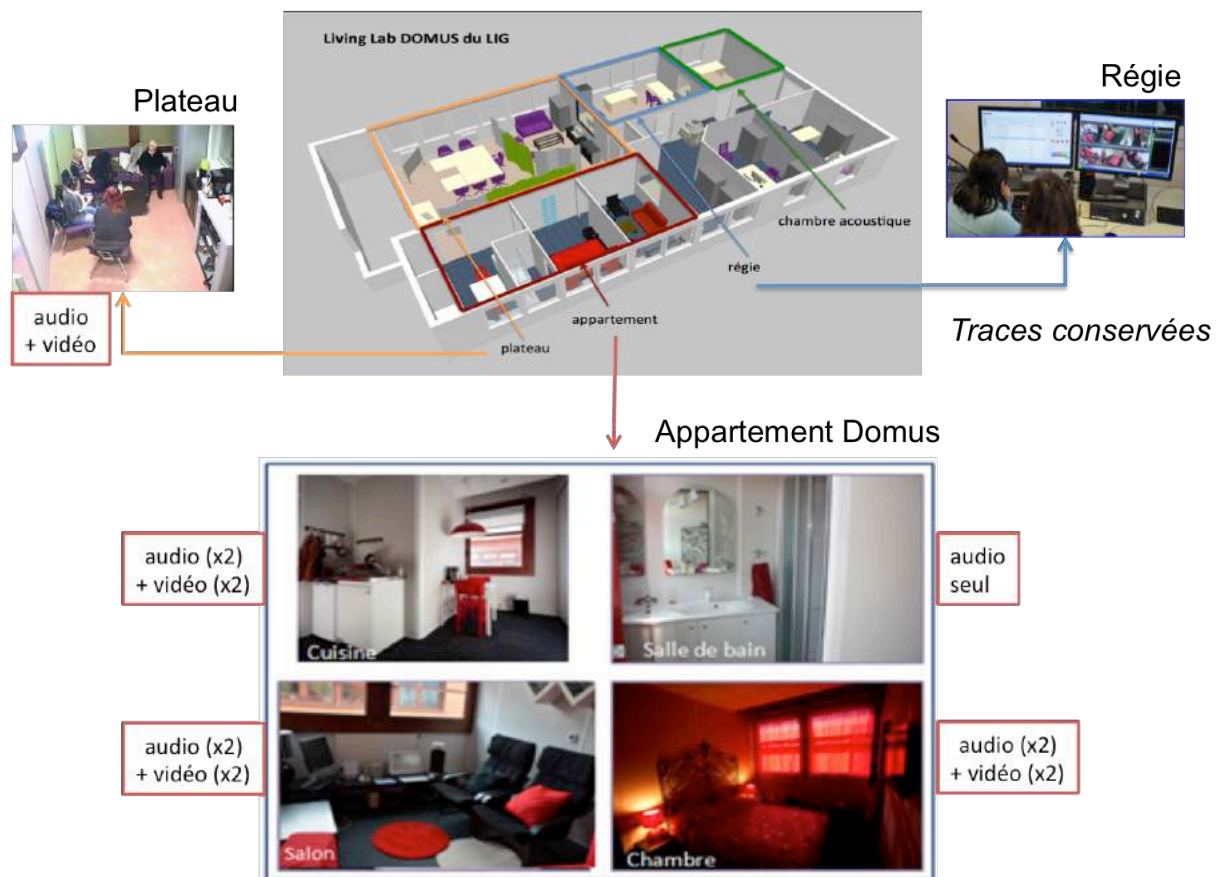 Living Lab DOMUS du LIG
Plateau
Régie
chambre acoustique
régie
audio
+ vidéo
appartement
plateau
Traces conservées
Appartement Domus
audio (x2)
+ vidéo (x2)
Cuisine
Salle de bain
audio
seul
audio (x2)
+ vidéo (x2)
Salon
Chambre
audio (x2)
+ vidéo (x2)